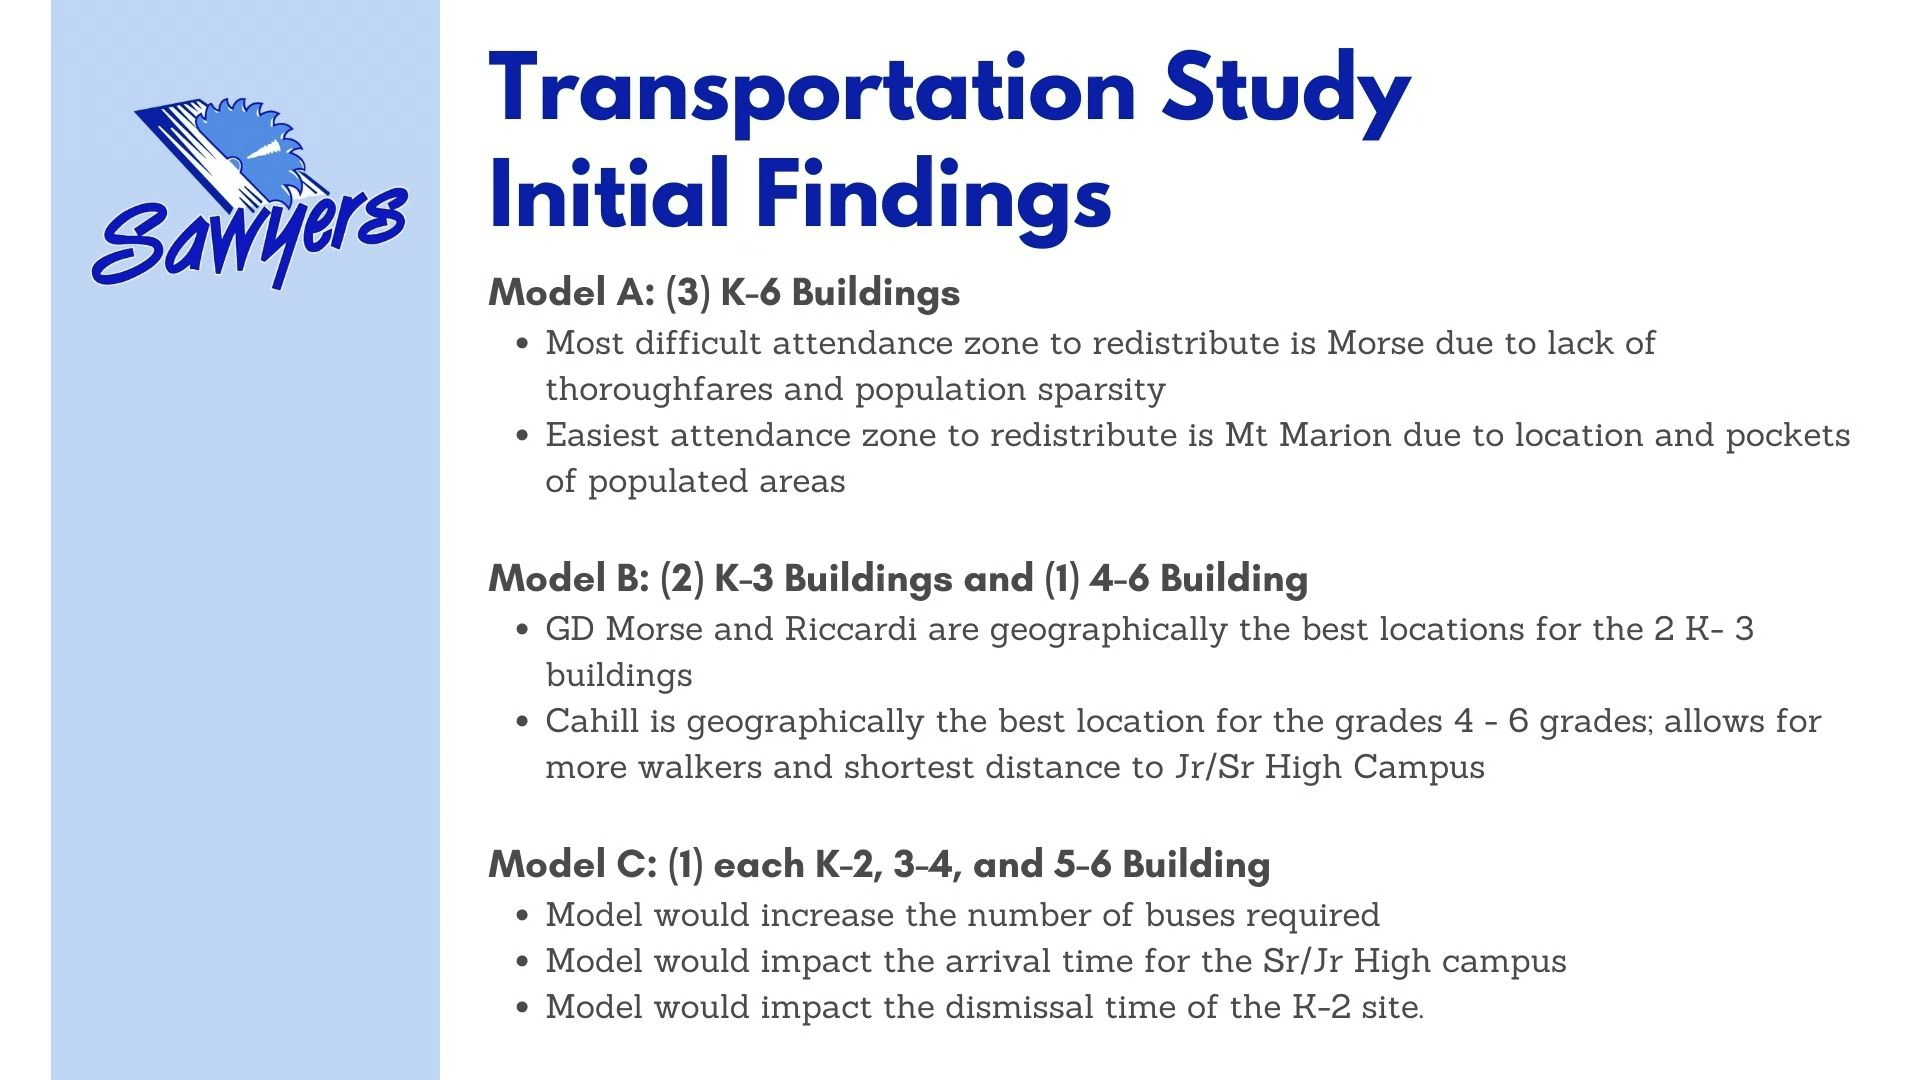 Sawyers
Transportation Study
Initial Findings
Model A: (3) K-6 Buildings
• Most difficult attendance zone to redistribute is Morse due to lack of
thoroughfares and population sparsity
• Easiest attendance zone to redistribute is Mt Marion due to location and pockets
of populated areas
Model B: (2) K-3 Buildings and (1) 4-6 Building
• GD Morse and Riccardi are geographically the best locations for the 2 K- 3
buildings
• Cahill is geographically the best location for the grades 4 - 6 grades; allows for
more walkers and shortest distance to Jr/Sr High Campus
Model C: (1) each K-2, 3-4, and 5-6 Building
• Model would increase the number of buses required
• Model would impact the arrival time for the Sr/Jr High campus
• Model would impact the dismissal time of the K-2 site.